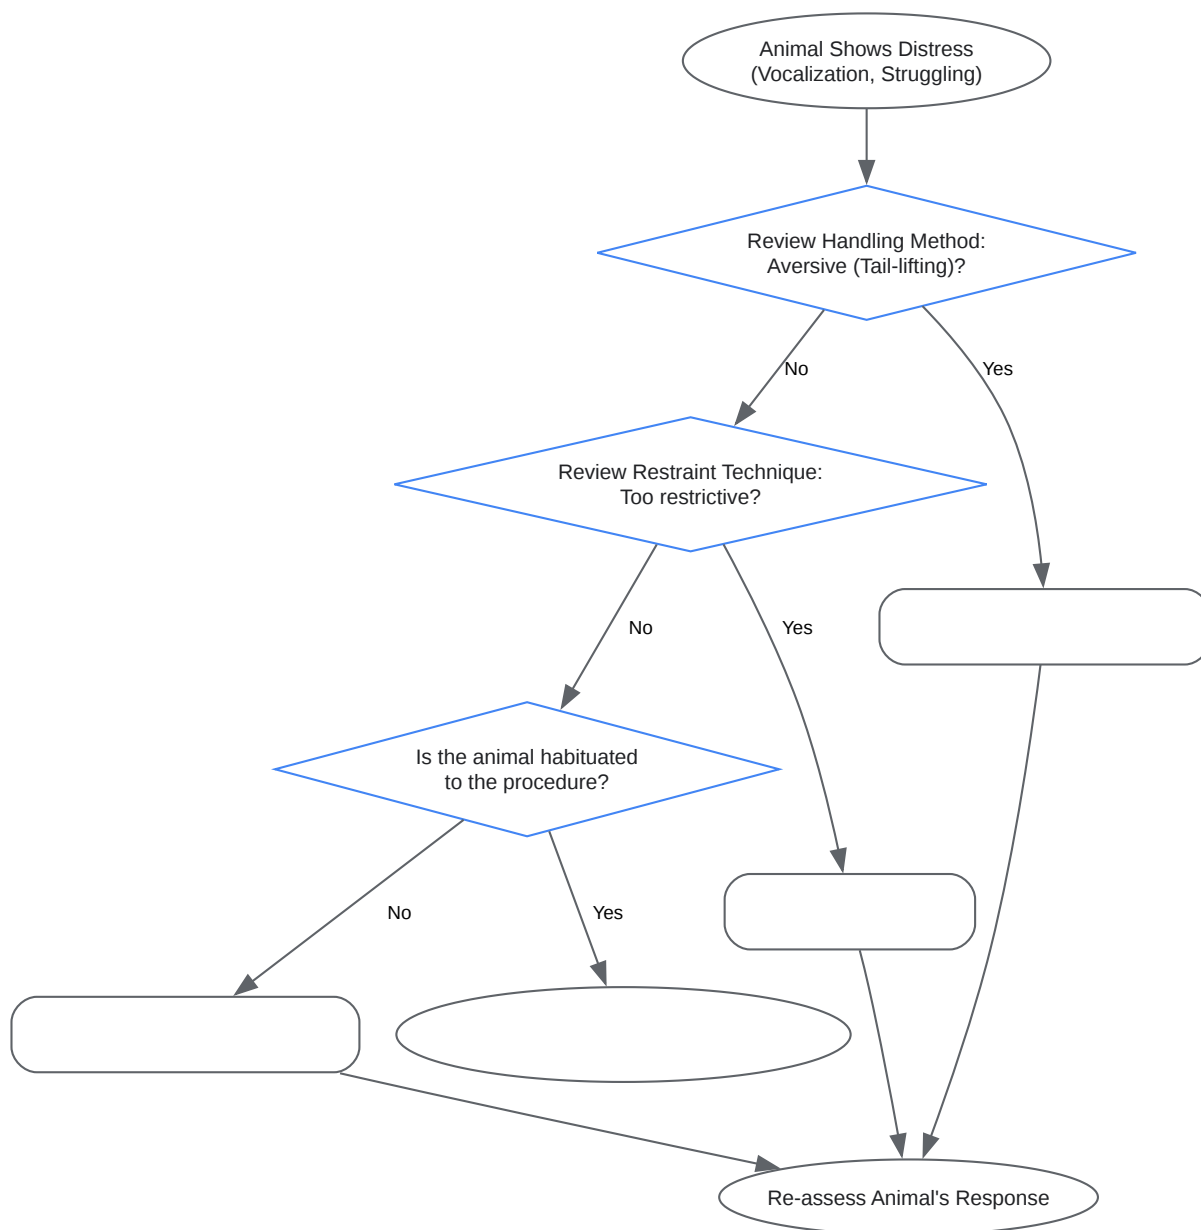 Animal Shows Distress
(Vocalization, Struggling)
Review Handling Method:
Aversive (Tail-lifting)?
No
Yes
Review Restraint Technique:
Too restrictive?
No
Yes
Is the animal habituated
to the procedure?
No
Yes
Re-assess Animal's Response